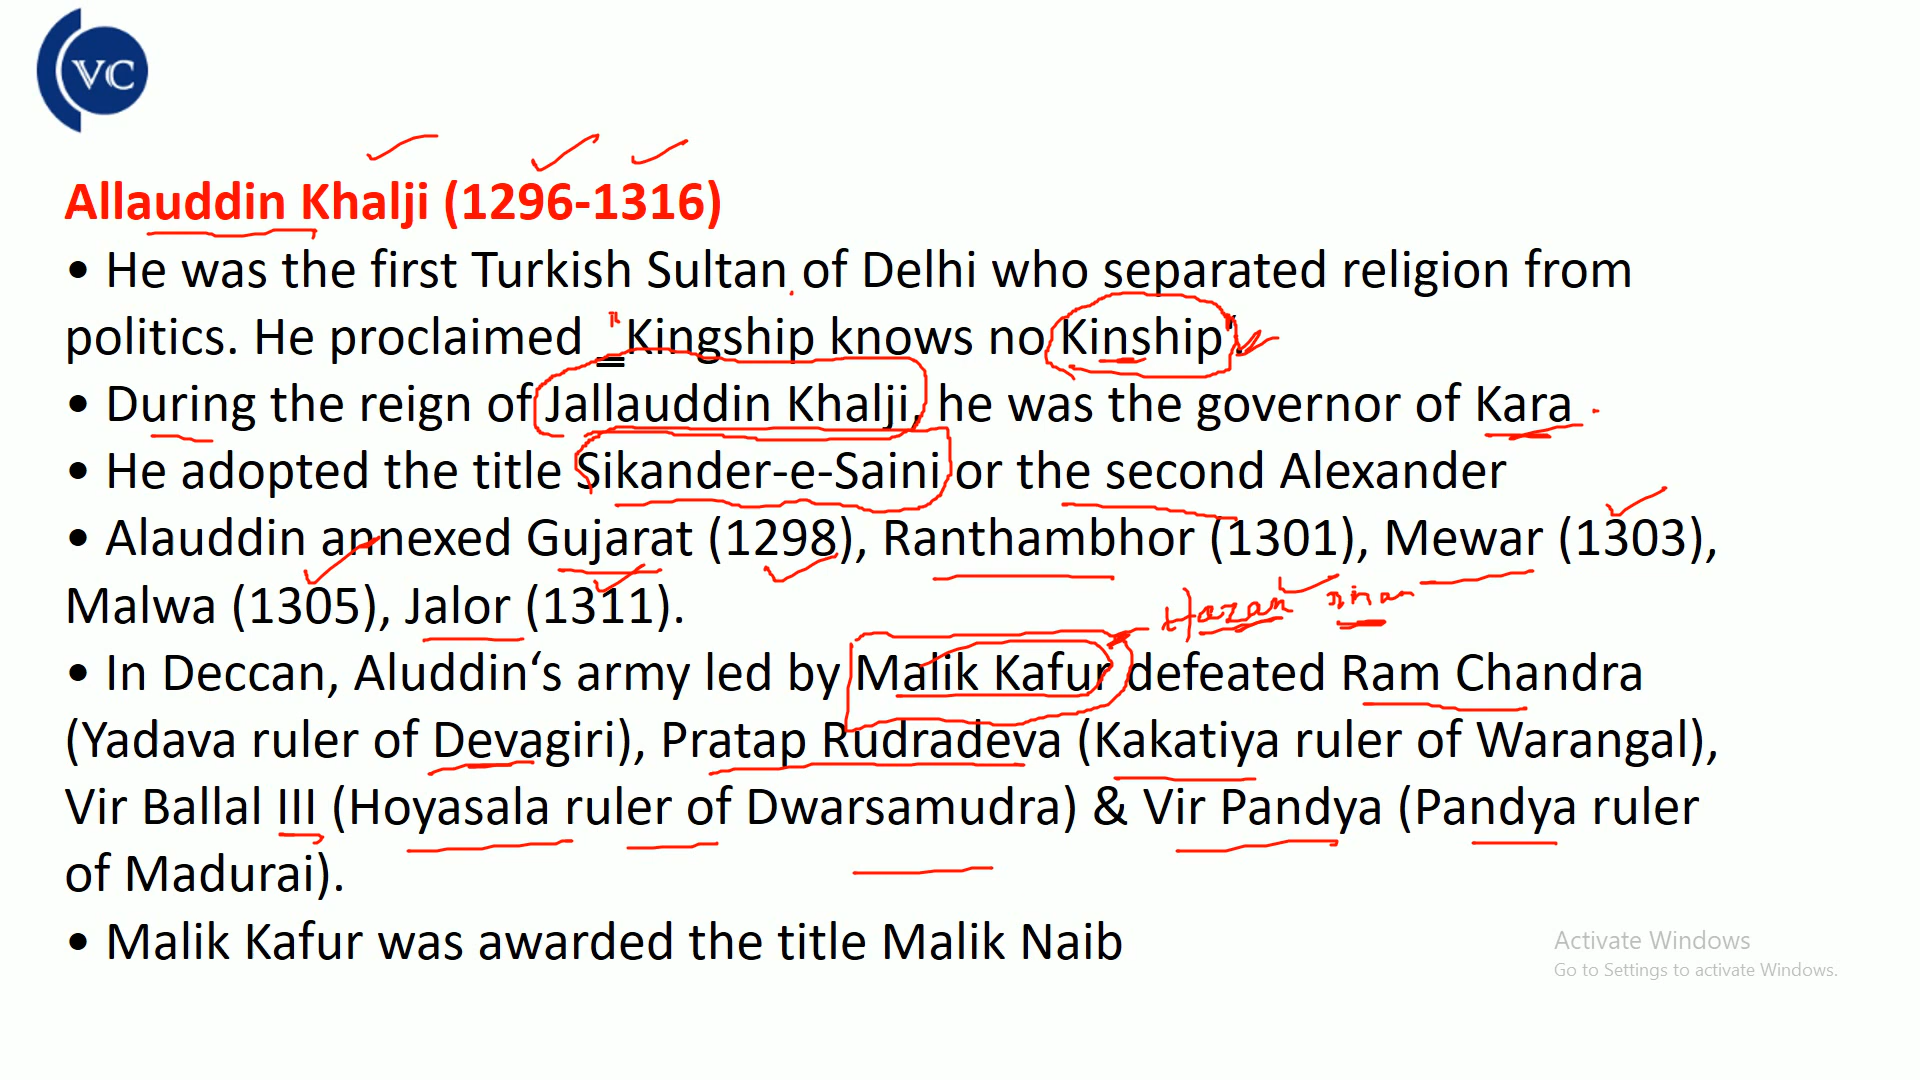 VC
Allauddin Khalji (1296-1316)
• He was the first Turkish Sultan of Delhi who separated religion from
politics. He proclaimed ‗Kingship knows no Kinship'.
• During the reign of Jallauddin Khalji, he was the governor of Kara
• He adopted the title Sikander-e-Saini or the second Alexander
• Alauddin annexed Gujarat (1298), Ranthambhor (1301), Mewar (1303),
Malwa (1305), Jalor (1311).
Hazar
• In Deccan, Aluddin‘s army led by Malik Kafur defeated Ram Chandra
(Yadava ruler of Devagiri), Pratap Rudradeva (Kakatiya ruler of Warangal),
Vir Ballal III (Hoyasala ruler of Dwarsamudra) & Vir Pandya (Pandya ruler
of Madurai).
• Malik Kafur was awarded the title Malik Naib
Activate Windows
Go to Settings to activate Windows.